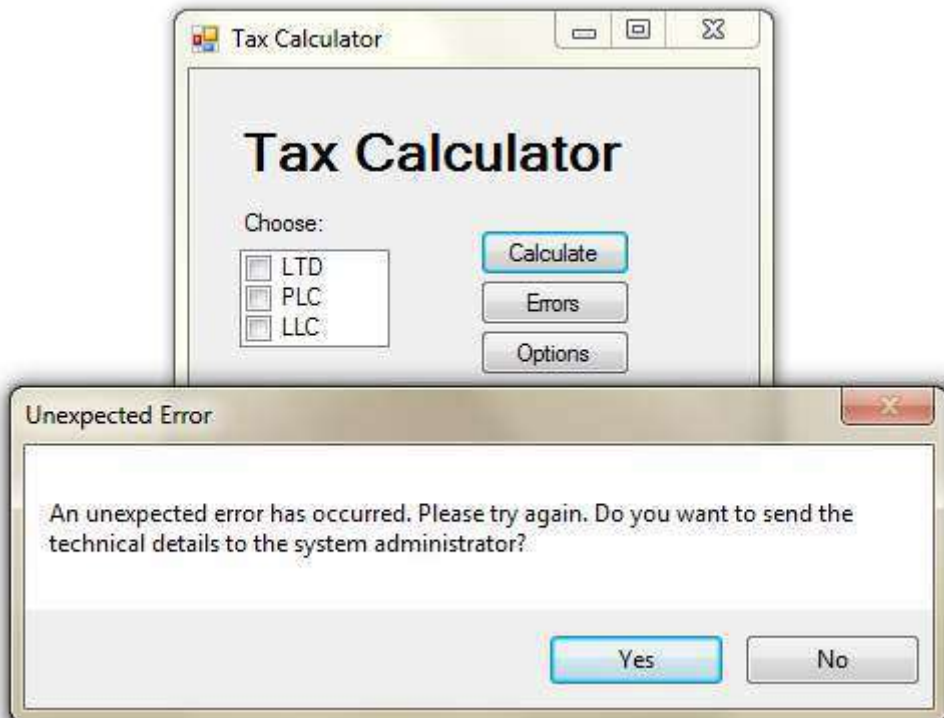 Tax Calculator
Tax Calculator
Choose:
LTD
PLC
LLC
Calculate
Errors
Options
Unexpected Error
An unexpected error has occurred. Please try again. Do you want to send the
technical details to the system administrator?
Yes
No